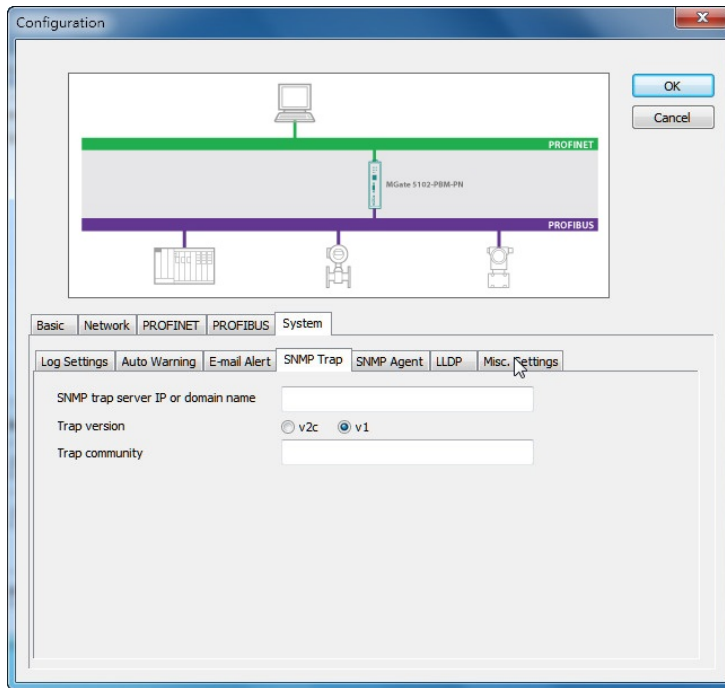 Configuration
OK
Cancel
PROFINET
MGate 5102-PBM-PN
PROFIBUS
Basic Network PROFINET PROFIBUS System
Log Settings Auto Warning E-mail Alert SNMP Trap SNMP Agent LLDP Misc. Settings
SNMP trap server IP or domain name
Trap version v2c v1
Trap community